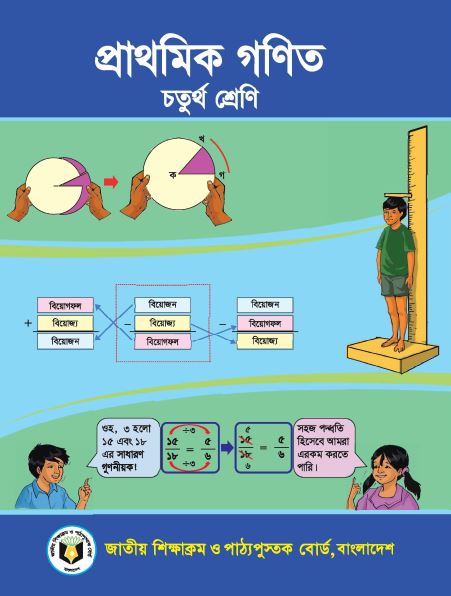 প্রাথমিক গণিত
চতুর্থ শ্রেণি
খ
ক
গ
বিয়োগফল
+ বিয়োজ্য
বিয়োজন
বিয়োজন
− বিয়োজ্য
বিয়োগফল
বিয়োজন
− বিয়োগফল
বিয়োজ্য
ওহ, ৩ হলো
১৫ এবং ১৮
এর সাধারণ
গুণনীয়ক!
÷৩
১৫/১৮ = ৫/৬
÷৩
৫
১৫/১৮ = ৫/৬
৬
সহজ পদ্ধতি
হিসেবে আমরা
এরকম করতে
পারি।
জাতীয় শিক্ষাক্রম ও পাঠ্যপুস্তক বোর্ড, বাংলাদেশ